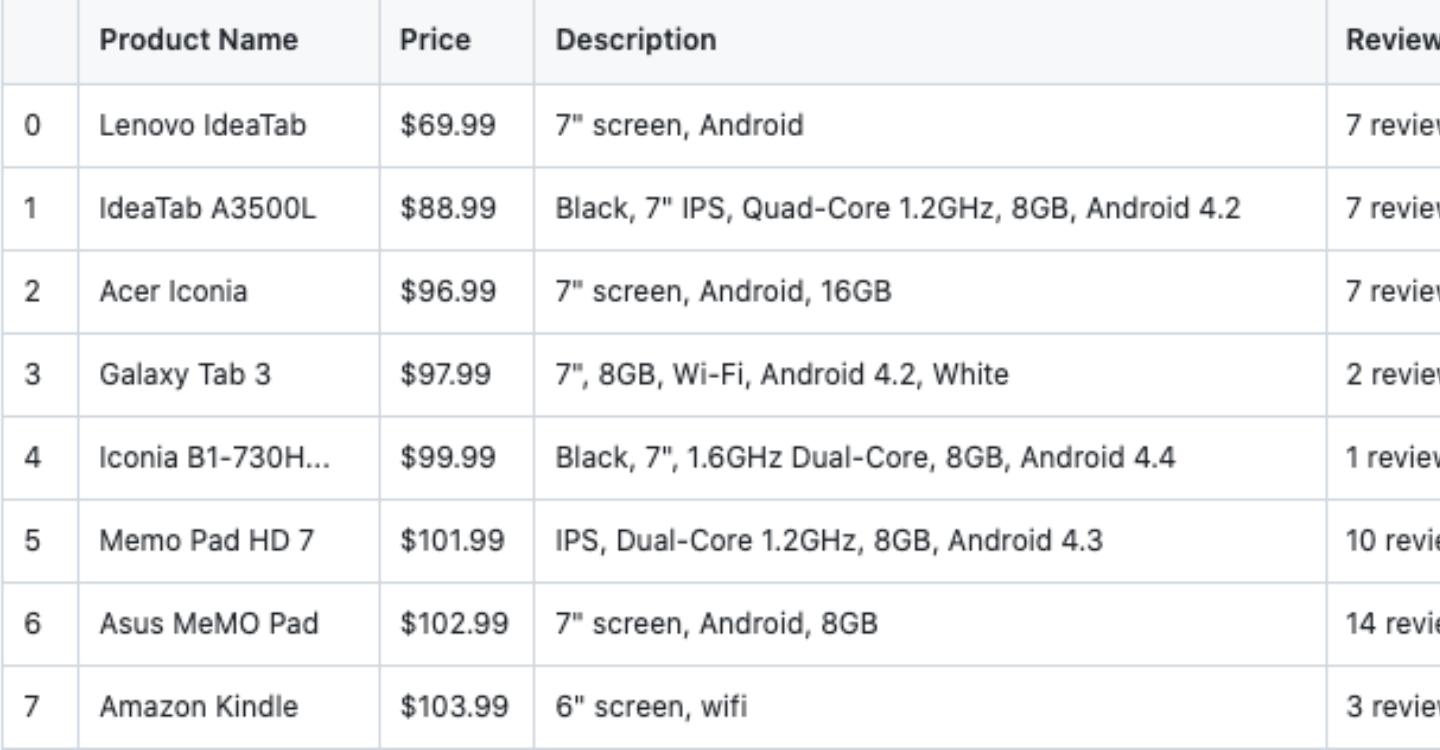 Product Name Price Description Review
0 Lenovo IdeaTab $69.99 7" screen, Android 7 review
1 IdeaTab A3500L $88.99 Black, 7" IPS, Quad-Core 1.2GHz, 8GB, Android 4.2 7 review
2 Acer Iconia $96.99 7" screen, Android, 16GB 7 review
3 Galaxy Tab 3 $97.99 7", 8GB, Wi-Fi, Android 4.2, White 2 review
4 Iconia B1-730H... $99.99 Black, 7", 1.6GHz Dual-Core, 8GB, Android 4.4 1 review
5 Memo Pad HD 7 $101.99 IPS, Dual-Core 1.2GHz, 8GB, Android 4.3 10 revie
6 Asus MeMO Pad $102.99 7" screen, Android, 8GB 14 revie
7 Amazon Kindle $103.99 6" screen, wifi 3 review